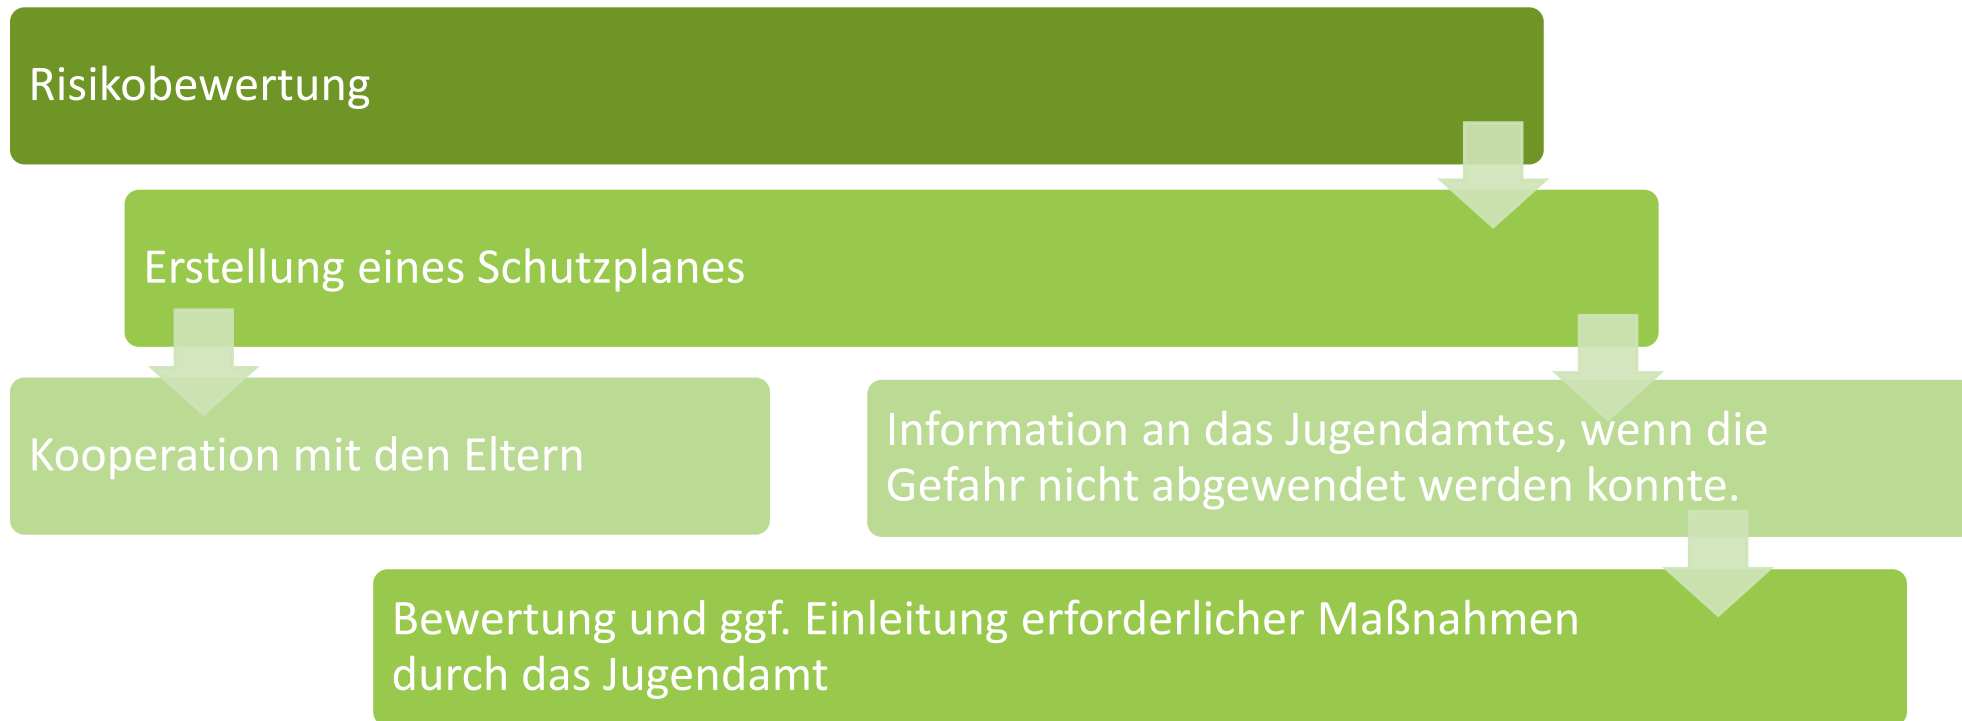 Risikobewertung
Erstellung eines Schutzplanes
Kooperation mit den Eltern
Information an das Jugendamtes, wenn die
Gefahr nicht abgewendet werden konnte.
Bewertung und ggf. Einleitung erforderlicher Maßnahmen
durch das Jugendamt